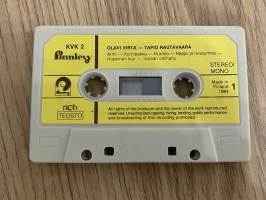 KVK 2
Finnlevy
OLAVI VIRTA — TAPIO RAUTAVAARA
STEREO/
MONO
Made in
Finland
1984
1
ncb
TEOSTO
All rights of the producer and the owner of the work reproduced
reserved. Unauthorized copying, hiring, lending, public performance
and broadcasting of this recording prohibited.